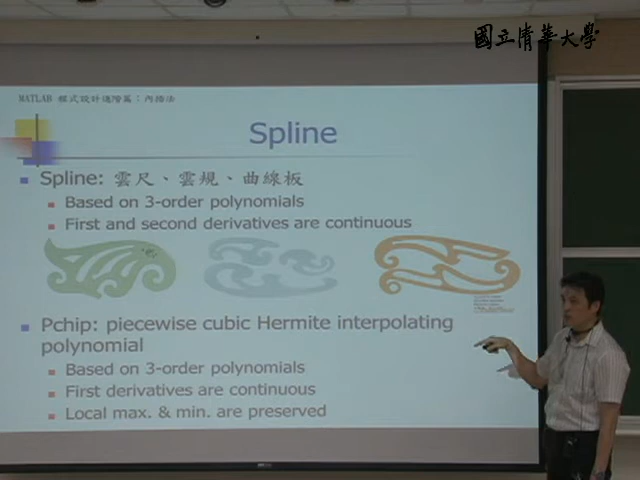 國立清華大學
MATLAB 程式設計進階篇：內插法
Spline
Spline: 雲尺、雲規、曲線板
Based on 3-order polynomials
First and second derivatives are continuous
Pchip: piecewise cubic Hermite interpolating
polynomial
Based on 3-order polynomials
First derivatives are continuous
Local max. & min. are preserved